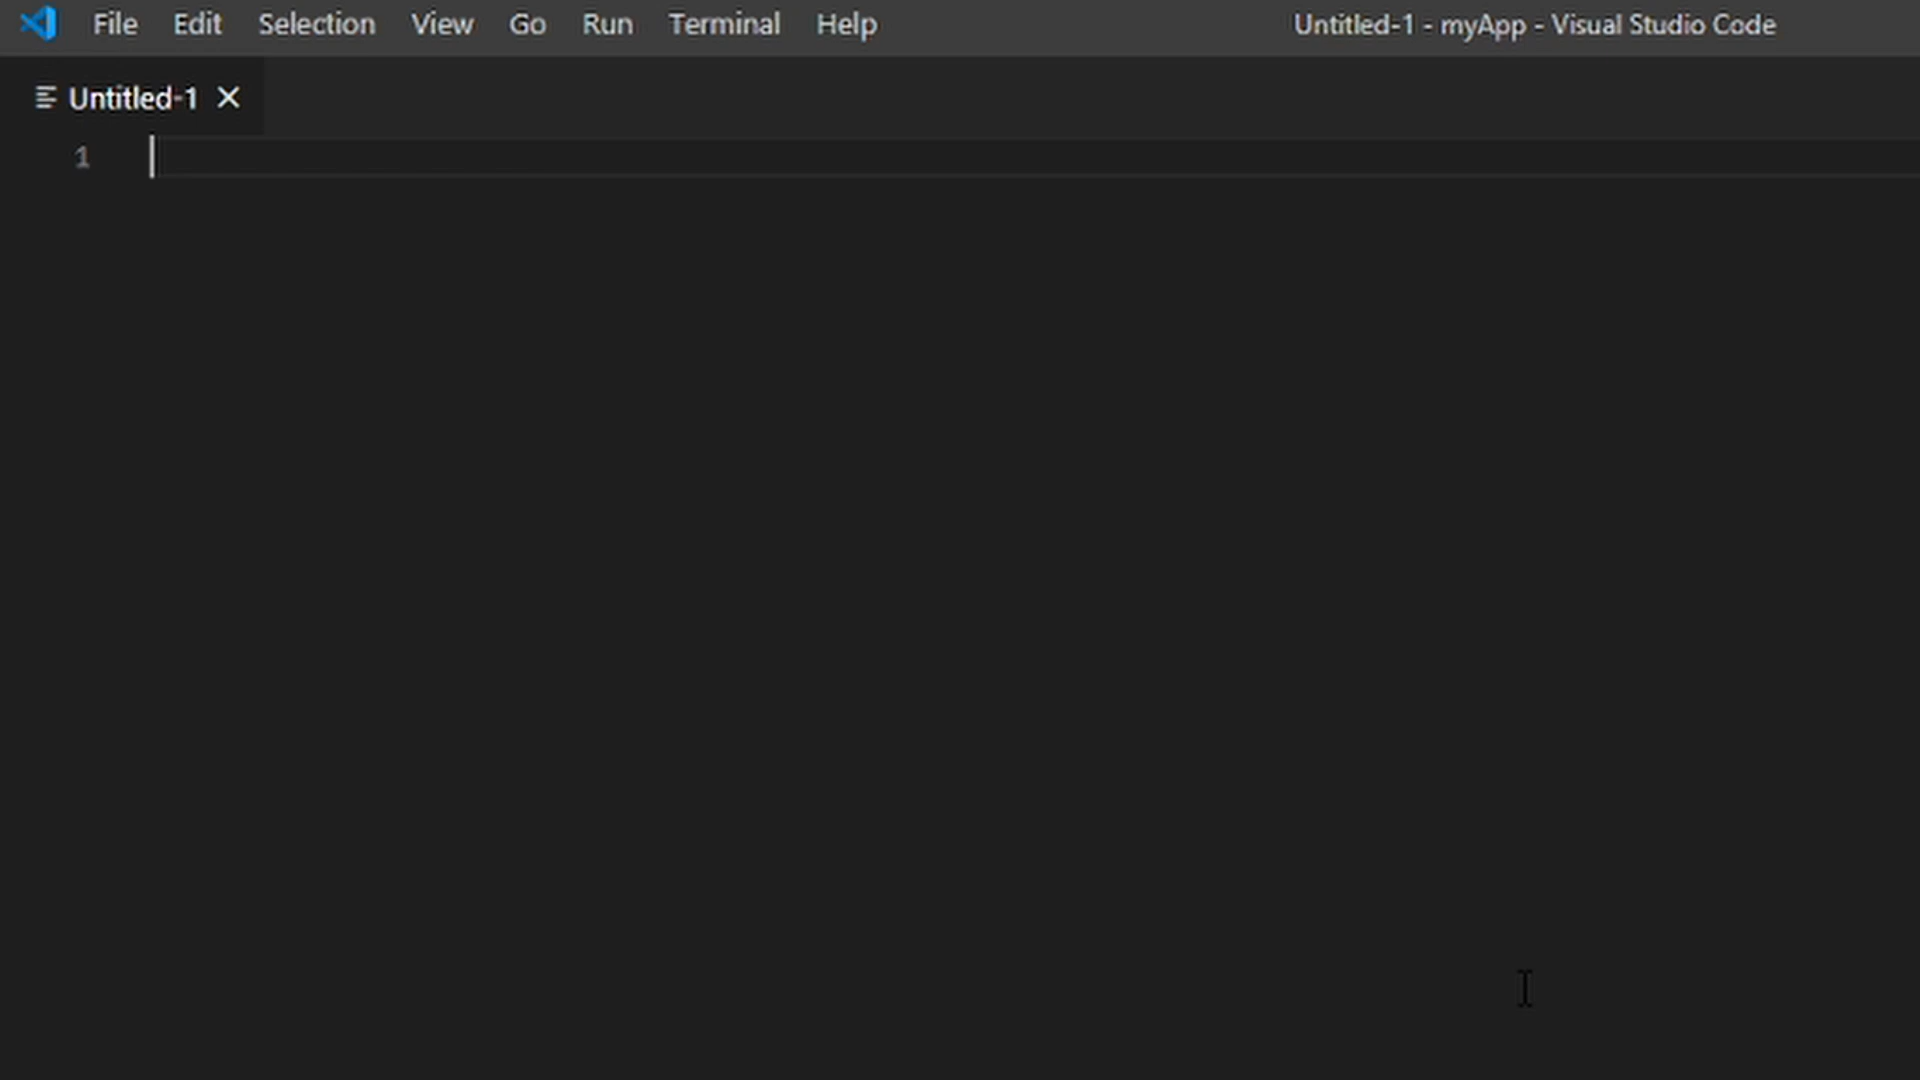 File Edit Selection View Go Run Terminal Help Untitled-1 - myApp - Visual Studio Code
Untitled-1
1